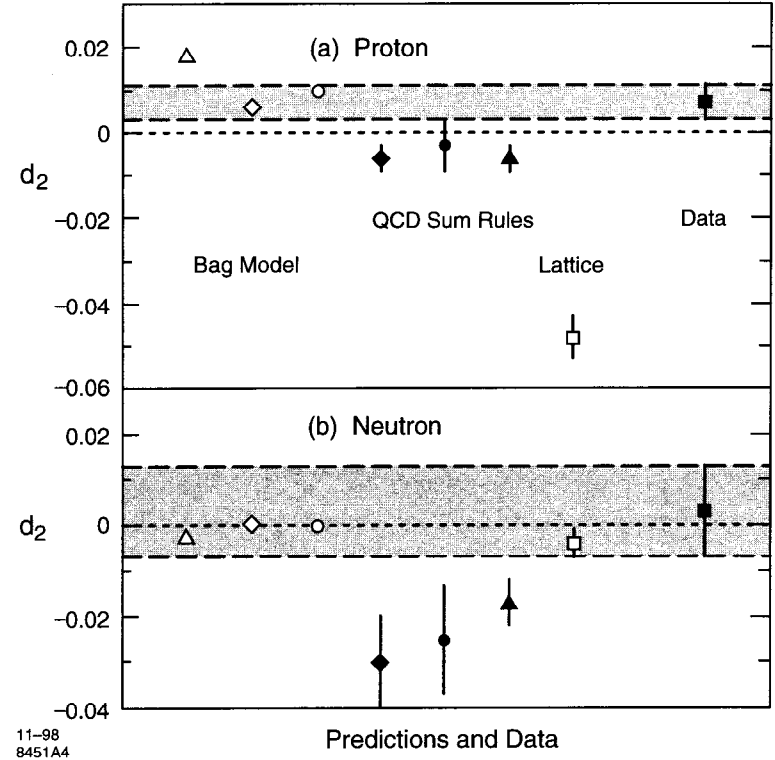 (a) Proton
0.02
0
−0.02
−0.04
−0.06
d2
QCD Sum Rules
Data
Bag Model
Lattice
(b) Neutron
0.02
0
−0.02
−0.04
d2
11–98
8451A4
Predictions and Data